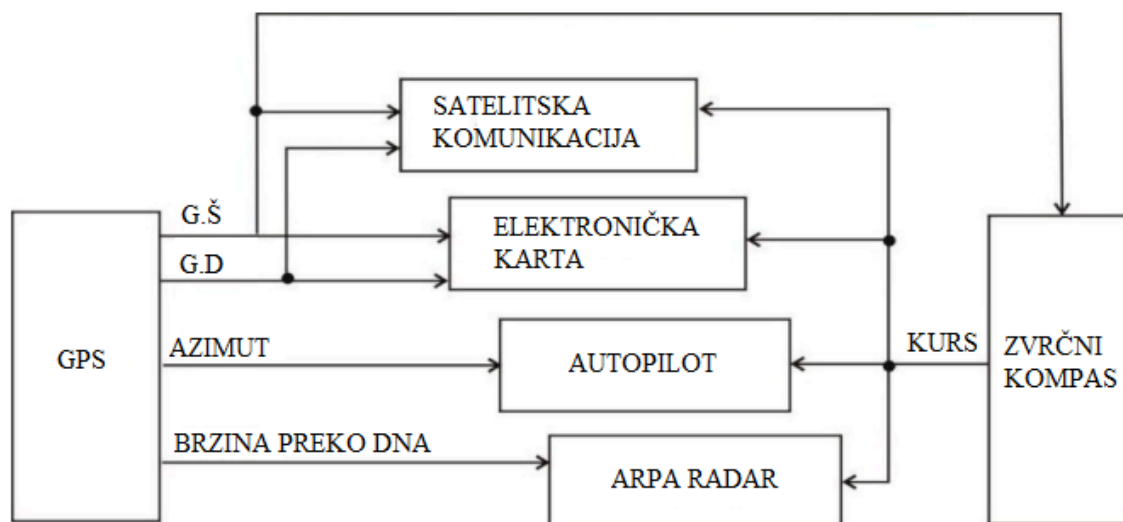 SATELITSKA
KOMUNIKACIJA
G.Š
ELEKTRONIČKA
KARTA
G.D
GPS
AZIMUT
AUTOPILOT
KURS
ZVRČNI
KOMPAS
BRZINA PREKO DNA
ARPA RADAR